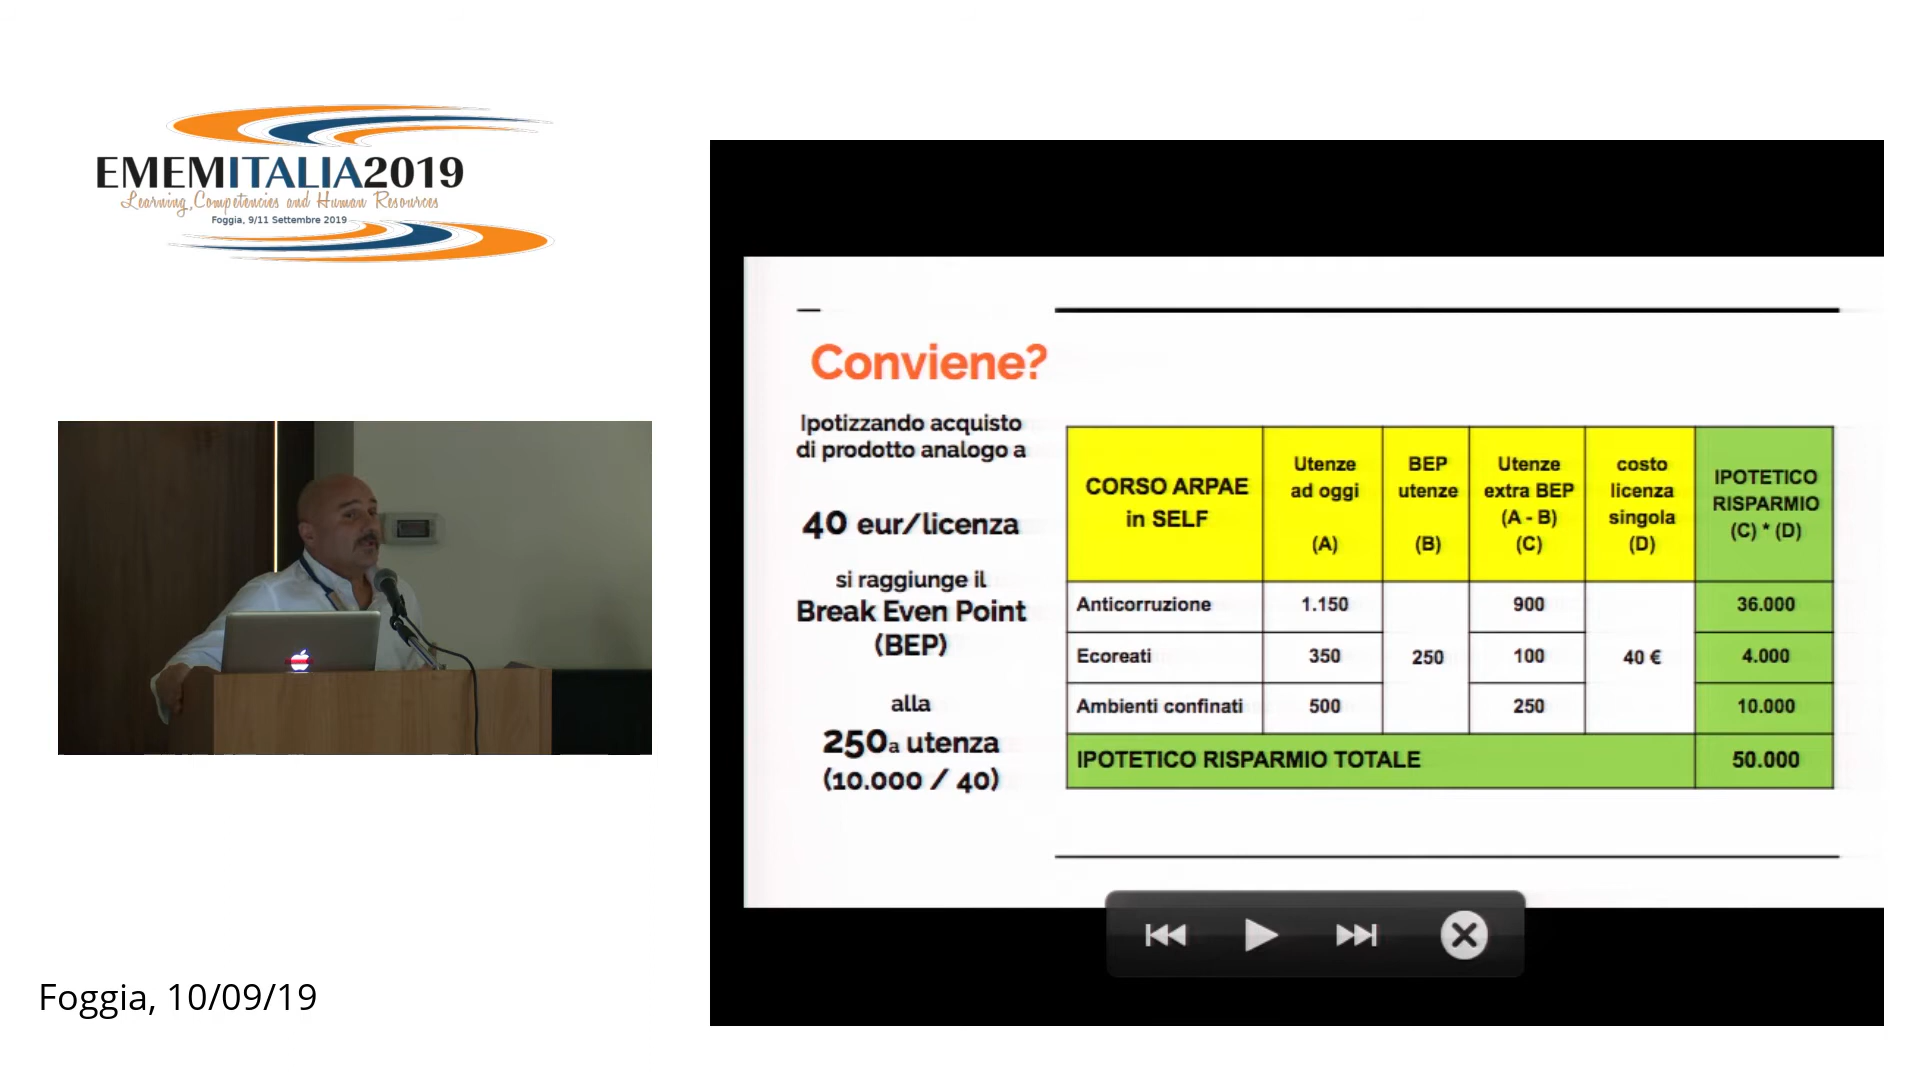 EMEMITALIA2019
Learning, Competencies and Human Resources
Foggia, 9/11 Settembre 2019
Conviene?
Ipotizzando acquisto
di prodotto analogo a
40 eur/licenza
si raggiunge il
Break Even Point
(BEP)
alla
250a utenza
(10.000 / 40)
CORSO ARPAE
in SELF
Utenze
ad oggi
(A)
BEP
utenze
(B)
Utenze
extra BEP
(A - B)
(C)
costo
licenza
singola
(D)
IPOTETICO
RISPARMIO
(C) * (D)
Anticorruzione 1.150 900 36.000
Ecoreati 350 250 100 40 € 4.000
Ambienti confinati 500 250 10.000
IPOTETICO RISPARMIO TOTALE 50.000
Foggia, 10/09/19